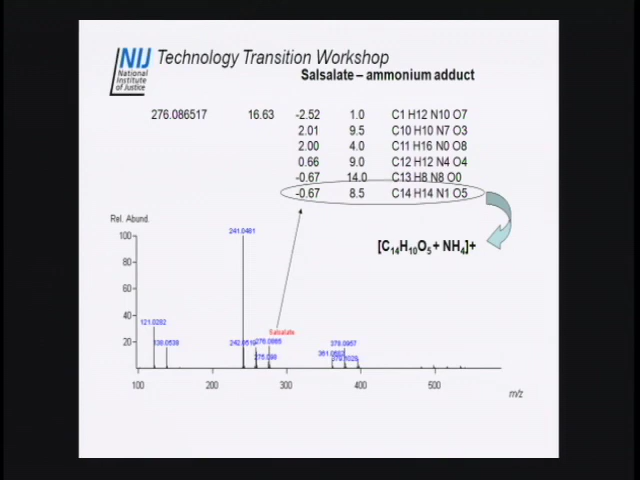 NIJ
National
Institute
of Justice
Technology Transition Workshop
Salsalate – ammonium adduct
276.086517 16.63 -2.52 1.0 C1 H12 N10 O7
2.01 9.5 C10 H10 N7 O3
2.00 4.0 C11 H16 N0 O8
0.66 9.0 C12 H12 N4 O4
-0.67 14.0 C13 H8 N8 O0
-0.67 8.5 C14 H14 N1 O5
[C14H10O5 + NH4]+
Rel. Abund.
100
80
60
40
20
241.0481
121.0282
138.0538
Salsalate
276.0865
378.0957
100 200 300 400 500
m/z